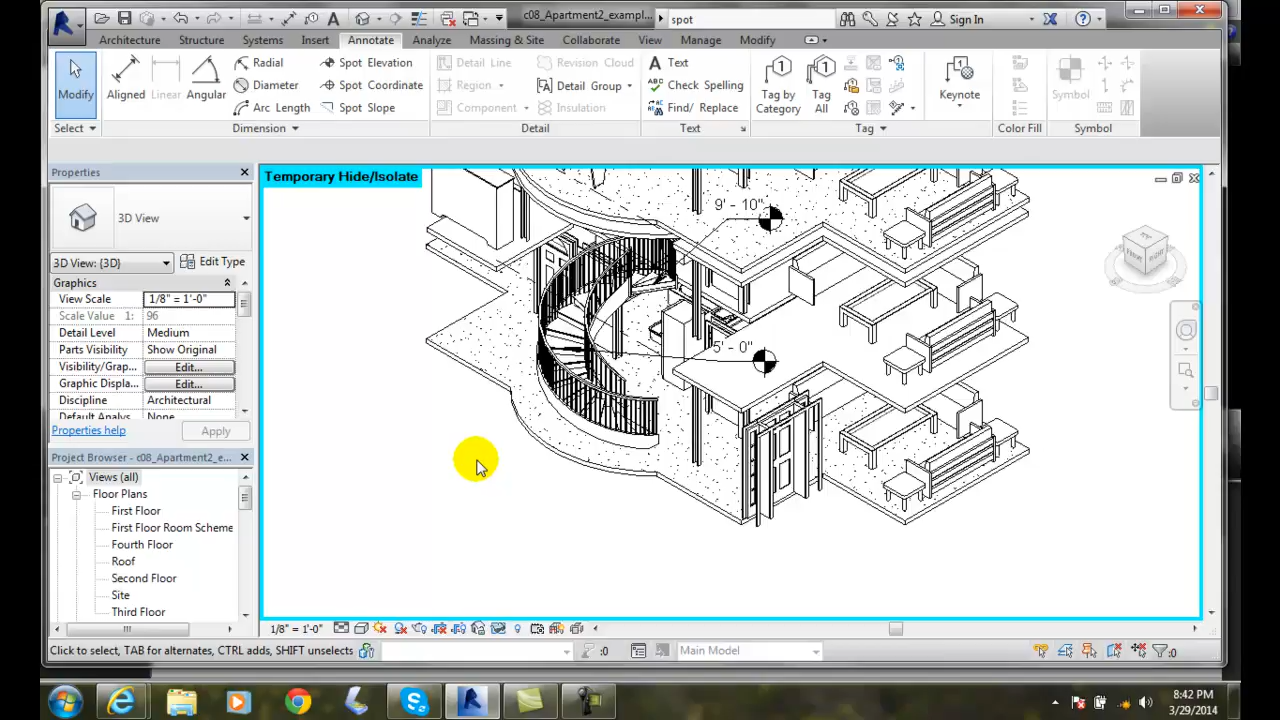 c08_Apartment2_exampl...
spot
Sign In
Architecture Structure Systems Insert Annotate Analyze Massing & Site Collaborate View Manage Modify
Modify
Aligned
Linear
Angular
Radial
Diameter
Arc Length
Spot Elevation
Spot Coordinate
Spot Slope
Detail Line
Region
Component
Revision Cloud
Detail Group
Insulation
Text
Check Spelling
Find/ Replace
Tag by Category
Tag All
Keynote
Symbol
Select
Dimension
Detail
Text
Tag
Color Fill
Symbol
Properties
3D View
3D View: {3D}
Edit Type
Graphics
View Scale 1/8" = 1'-0"
Scale Value 1: 96
Detail Level Medium
Parts Visibility Show Original
Visibility/Grap... Edit...
Graphic Displa... Edit...
Discipline Architectural
Default Analys... None
Properties help
Apply
Project Browser - c08_Apartment2_e...
Views (all)
Floor Plans
First Floor
First Floor Room Scheme
Fourth Floor
Roof
Second Floor
Site
Third Floor
Temporary Hide/Isolate
9' - 10"
5' - 0"
TOP
FRONT
RIGHT
1/8" = 1'-0"
Click to select, TAB for alternates, CTRL adds, SHIFT unselects
:0
Main Model
:0
8:42 PM
3/29/2014